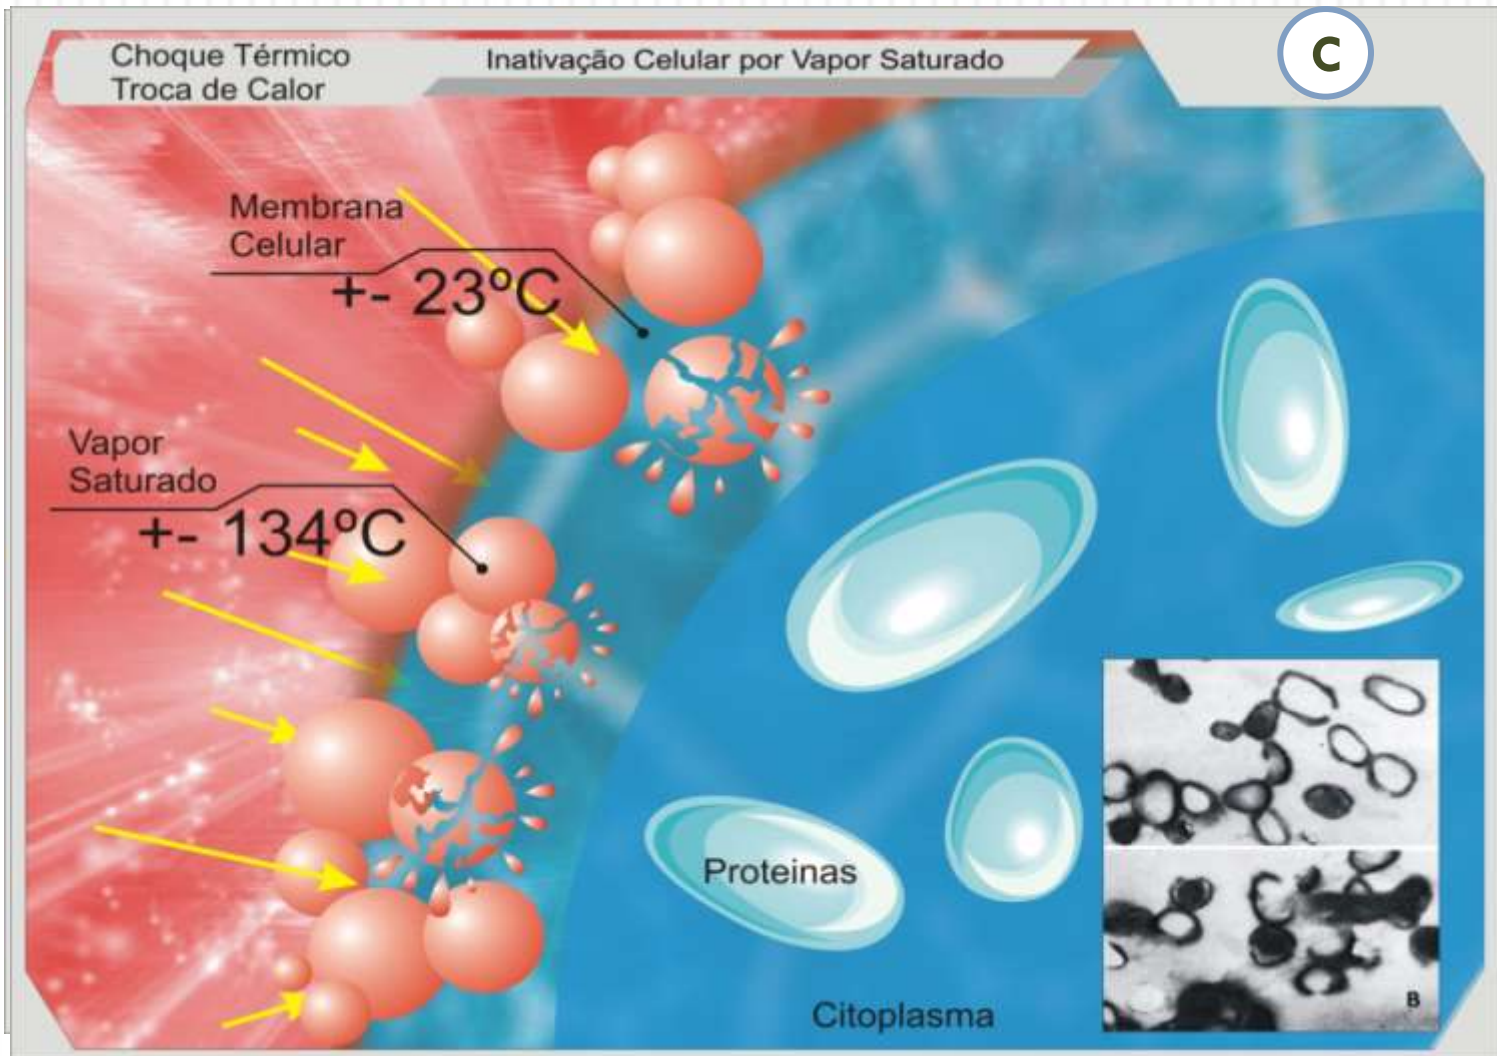 Choque Térmico
Troca de Calor
Inativação Celular por Vapor Saturado
C
Membrana
Celular
+- 23ºC
Vapor
Saturado
+- 134ºC
Proteinas
Citoplasma
B